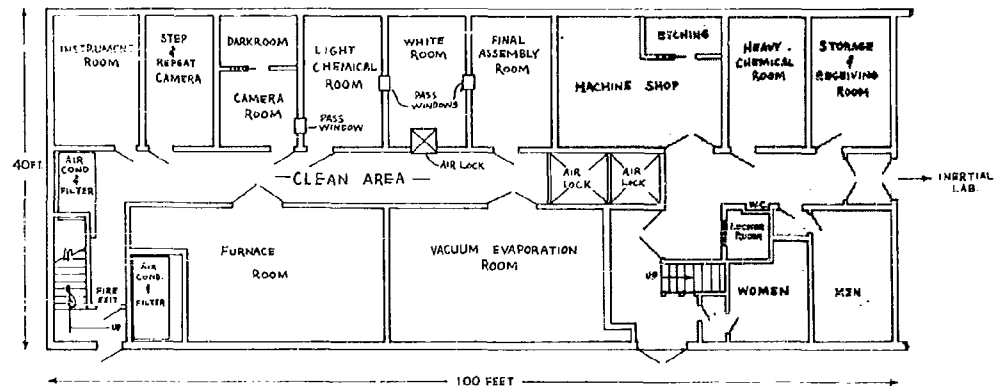 INSTRUMENT
ROOM
STEP
&
REPEAT
CAMERA
DARKROOM
CAMERA
ROOM
LIGHT
CHEMICAL
ROOM
PASS
WINDOW
WHITE
ROOM
PASS
WINDOWS
AIR LOCK
FINAL
ASSEMBLY
ROOM
MACHINE SHOP
ETCHING
HEAVY
CHEMICAL
ROOM
STORAGE
&
RECEIVING
ROOM
40FT.
AIR
COND
&
FILTER
CLEAN AREA
AIR
LOCK
AIR
LOCK
INERTIAL
LAB.
FURNACE
ROOM
VACUUM EVAPORATION
ROOM
W.C.
LOCKER
ROOM
AIR
COND.
&
FILTER
FIRE
EXIT
UP
UP
WOMEN
MEN
100 FEET